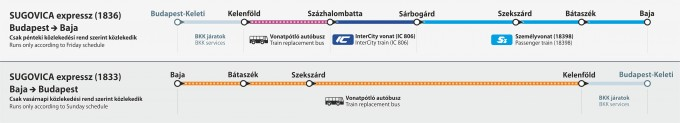 SUGOVICA expressz (1836)
Budapest → Baja
Csak pénteki közlekedési rend szerint közlekedik
Runs only according to Friday schedule
Budapest-Keleti
Kelenföld
Százhalombatta
Sárbogárd
Szekszárd
Bátaszék
Baja
BKK járatok
BKK services
Vonatpótló autóbusz
Train replacement bus
IC
InterCity vonat (IC 806)
InterCity train (IC 806)
Személyvonat (18398)
Passenger train (18398)
SUGOVICA expressz (1833)
Baja → Budapest
Csak vasárnapi közlekedési rend szerint közlekedik
Runs only according to Sunday schedule
Baja
Bátaszék
Szekszárd
Kelenföld
Budapest-Keleti
Vonatpótló autóbusz
Train replacement bus
BKK járatok
BKK services